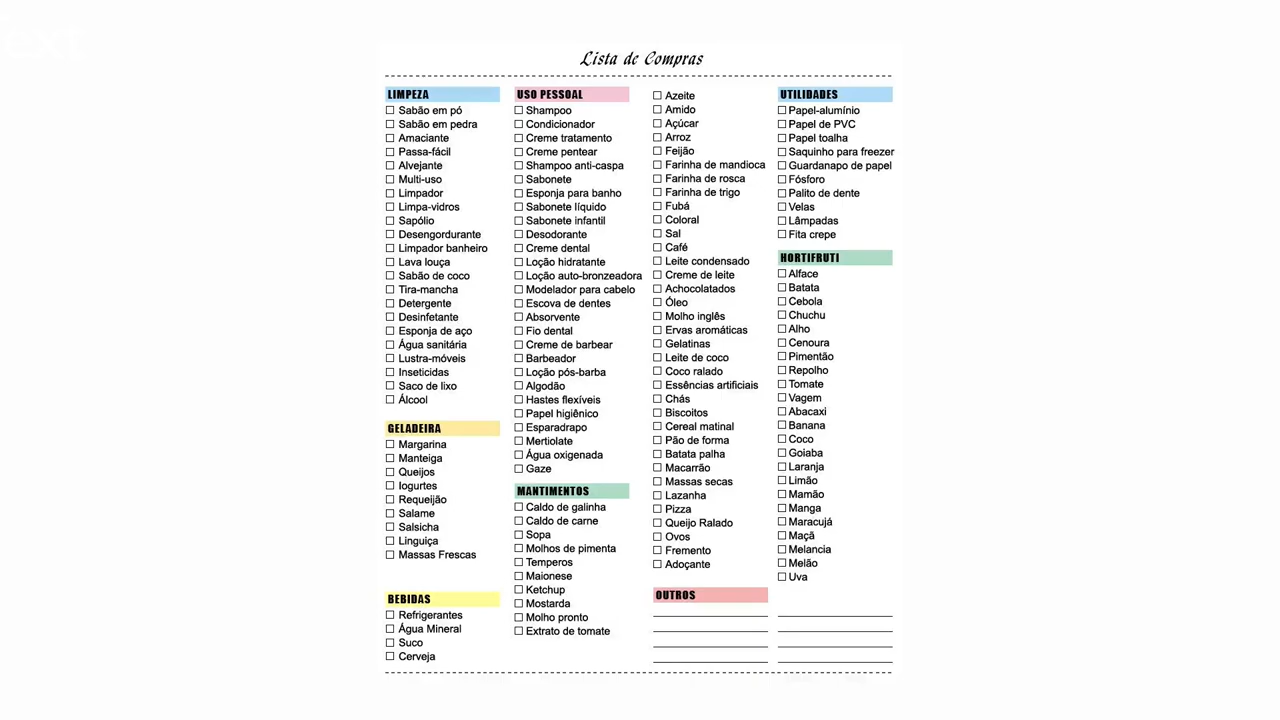 Lista de Compras
LIMPEZA
Sabão em pó
Sabão em pedra
Amaciante
Passa-fácil
Alvejante
Multi-uso
Limpador
Limpa-vidros
Sapólio
Desengordurante
Limpador banheiro
Lava louça
Sabão de coco
Tira-mancha
Detergente
Desinfetante
Esponja de aço
Água sanitária
Lustra-móveis
Inseticidas
Saco de lixo
Álcool
GELADEIRA
Margarina
Manteiga
Queijos
Iogurtes
Requeijão
Salame
Salsicha
Linguiça
Massas Frescas
BEBIDAS
Refrigerantes
Água Mineral
Suco
Cerveja
USO PESSOAL
Shampoo
Condicionador
Creme tratamento
Creme pentear
Shampoo anti-caspa
Sabonete
Esponja para banho
Sabonete líquido
Sabonete infantil
Desodorante
Creme dental
Loção hidratante
Loção auto-bronzeadora
Modelador para cabelo
Escova de dentes
Absorvente
Fio dental
Creme de barbear
Barbeador
Loção pós-barba
Algodão
Hastes flexíveis
Papel higiênico
Esparadrapo
Mertiolate
Água oxigenada
Gaze
MANTIMENTOS
Caldo de galinha
Caldo de carne
Sopa
Molhos de pimenta
Temperos
Maionese
Ketchup
Mostarda
Molho pronto
Extrato de tomate
Azeite
Amido
Açúcar
Arroz
Feijão
Farinha de mandioca
Farinha de rosca
Farinha de trigo
Fubá
Coloral
Sal
Café
Leite condensado
Creme de leite
Achocolatados
Óleo
Molho inglês
Ervas aromáticas
Gelatinas
Leite de coco
Coco ralado
Essências artificiais
Chás
Biscoitos
Cereal matinal
Pão de forma
Batata palha
Macarrão
Massas secas
Lazanha
Pizza
Queijo Ralado
Ovos
Fremento
Adoçante
OUTROS
UTILIDADES
Papel-alumínio
Papel de PVC
Papel toalha
Saquinho para freezer
Guardanapo de papel
Fósforo
Palito de dente
Velas
Lâmpadas
Fita crepe
HORTIFRUTI
Alface
Batata
Cebola
Chuchu
Alho
Cenoura
Pimentão
Repolho
Tomate
Vagem
Abacaxi
Banana
Coco
Goiaba
Laranja
Limão
Mamão
Manga
Maracujá
Maçã
Melancia
Melão
Uva